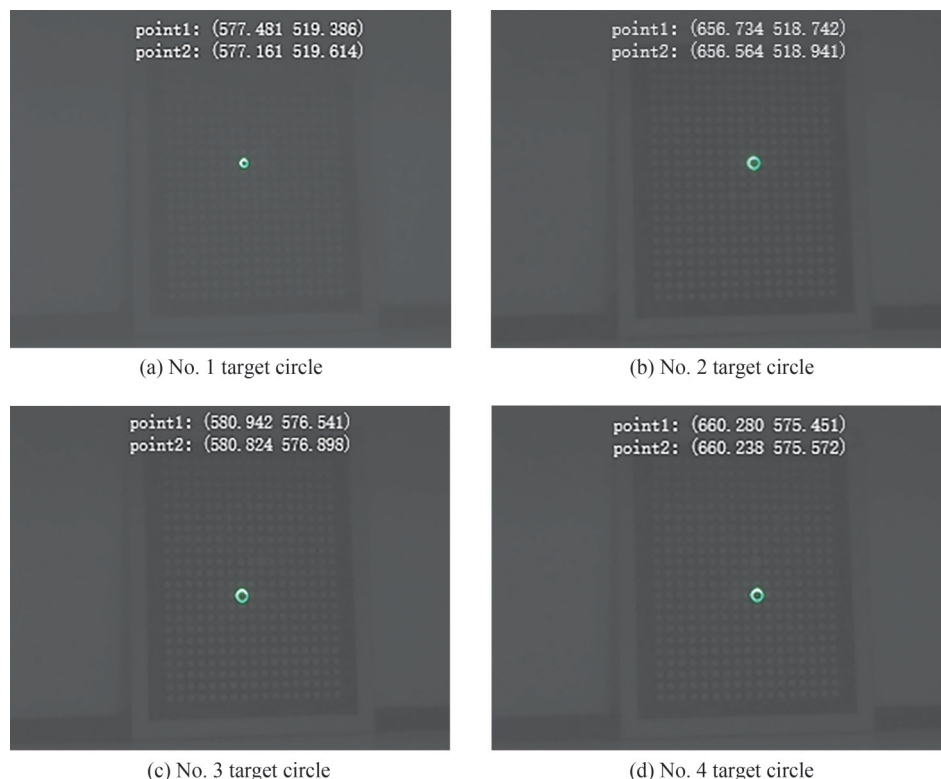 point1: (577.481 519.386)
point2: (577.161 519.614)
(a) No. 1 target circle
point1: (656.734 518.742)
point2: (656.564 518.941)
(b) No. 2 target circle
point1: (580.942 576.541)
point2: (580.824 576.898)
(c) No. 3 target circle
point1: (660.280 575.451)
point2: (660.238 575.572)
(d) No. 4 target circle